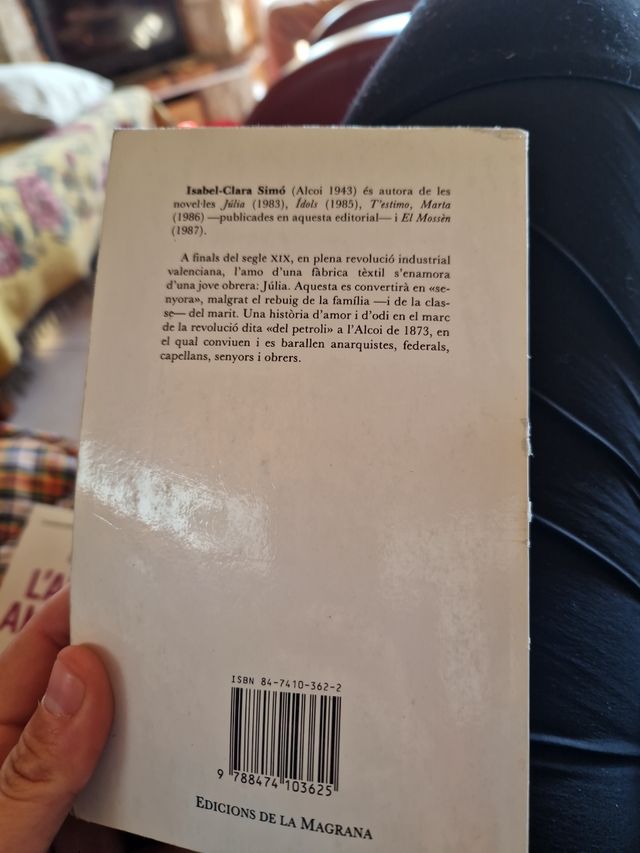 Isabel-Clara Simó (Alcoi 1943) és autora de les
novel·les Júlia (1983), Ídols (1985), T'estimo, Marta
(1986) —publicades en aquesta editorial— i El Mossèn
(1987).
A finals del segle XIX, en plena revolució industrial
valenciana, l'amo d'una fàbrica tèxtil s'enamora
d'una jove obrera: Júlia. Aquesta es convertirà en «se-
nyora», malgrat el rebuig de la família —i de la clas-
se— del marit. Una història d'amor i d'odi en el marc
de la revolució dita «del petroli» a l'Alcoi de 1873, en
el qual conviuen i es barallen anarquistes, federals,
capellans, senyors i obrers.
ISBN 84-7410-362-2
9 788474 103625
EDICIONS DE LA MAGRANA